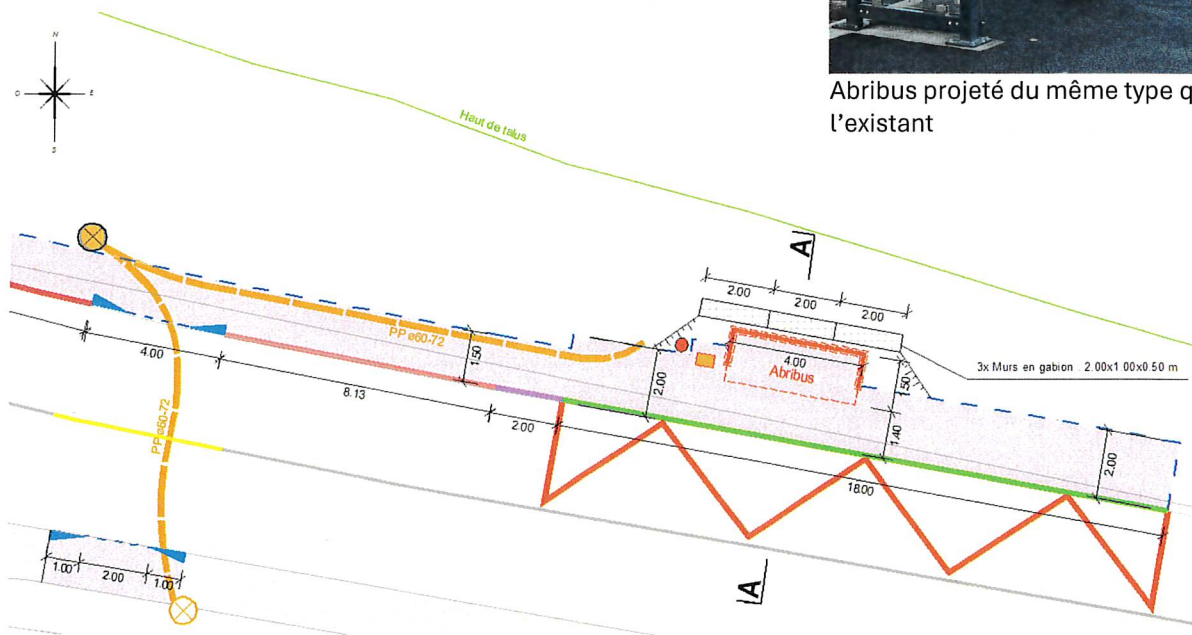 Abribus projeté du même type q
l'existant
N
O
E
S
Haut de talus
A
2.00
2.00
2.00
PP ø60-72
1.50
2.00
4.00
Abribus
1.50
3x Murs en gabion : 2.00x1.00x0.50 m
4.00
8.13
2.00
1.40
2.00
18.00
PP ø60-72
A
1.00
2.00
1.00